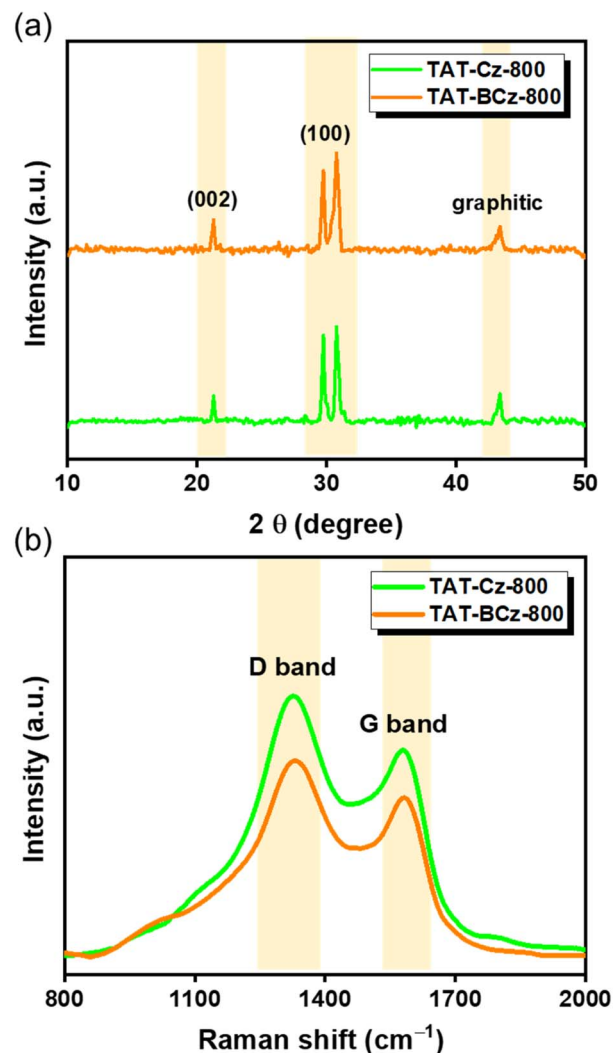 (a)
TAT-Cz-800
TAT-BCz-800
(002)
(100)
graphitic
Intensity (a.u.)
10 20 30 40 50
2 θ (degree)
(b)
TAT-Cz-800
TAT-BCz-800
D band
G band
Intensity (a.u.)
800 1100 1400 1700 2000
Raman shift (cm⁻¹)